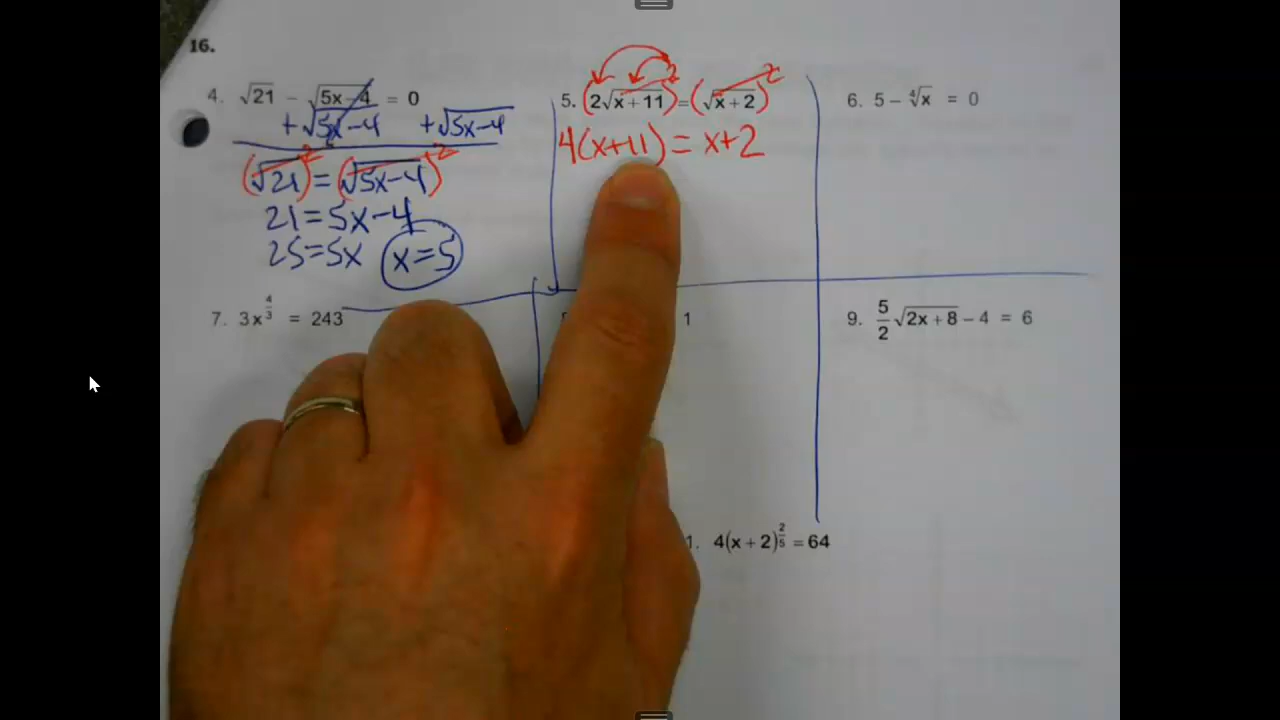 16.
4. √21 - √5x-4 = 0
+√5x-4 +√5x-4
(√21)² = (√5x-4)²
21=5x-4
25=5x x=5
5. (2√x+11)² = (√x+2)²
4(x+11) = x+2
6. 5 - ∜x = 0
7. 3x^(4/3) = 243
1
9. 5/2 √2x+8 - 4 = 6
1. 4(x+2)^(2/5) = 64